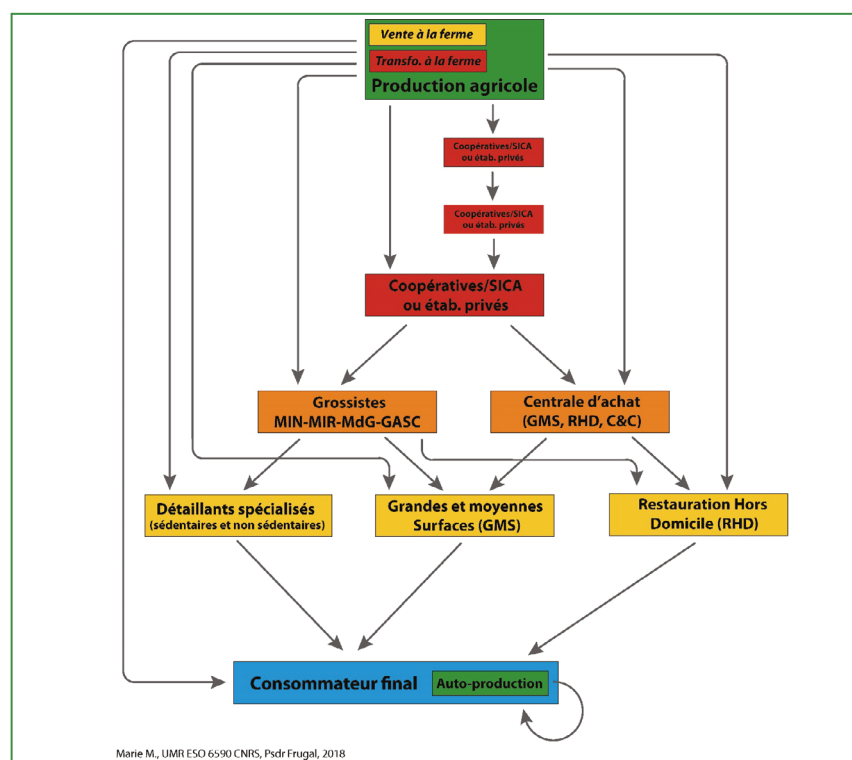 Vente à la ferme
Transfo. à la ferme
Production agricole
Coopératives/SICA
ou étab. privés
Coopératives/SICA
ou étab. privés
Coopératives/SICA
ou étab. privés
Grossistes
MIN-MIR-MdG-GASC
Centrale d'achat
(GMS, RHD, C&C)
Détaillants spécialisés
(sédentaires et non sédentaires)
Grandes et moyennes
Surfaces (GMS)
Restauration Hors
Domicile (RHD)
Consommateur final
Auto-production
Marie M., UMR ESO 6590 CNRS, Psdr Frugal, 2018